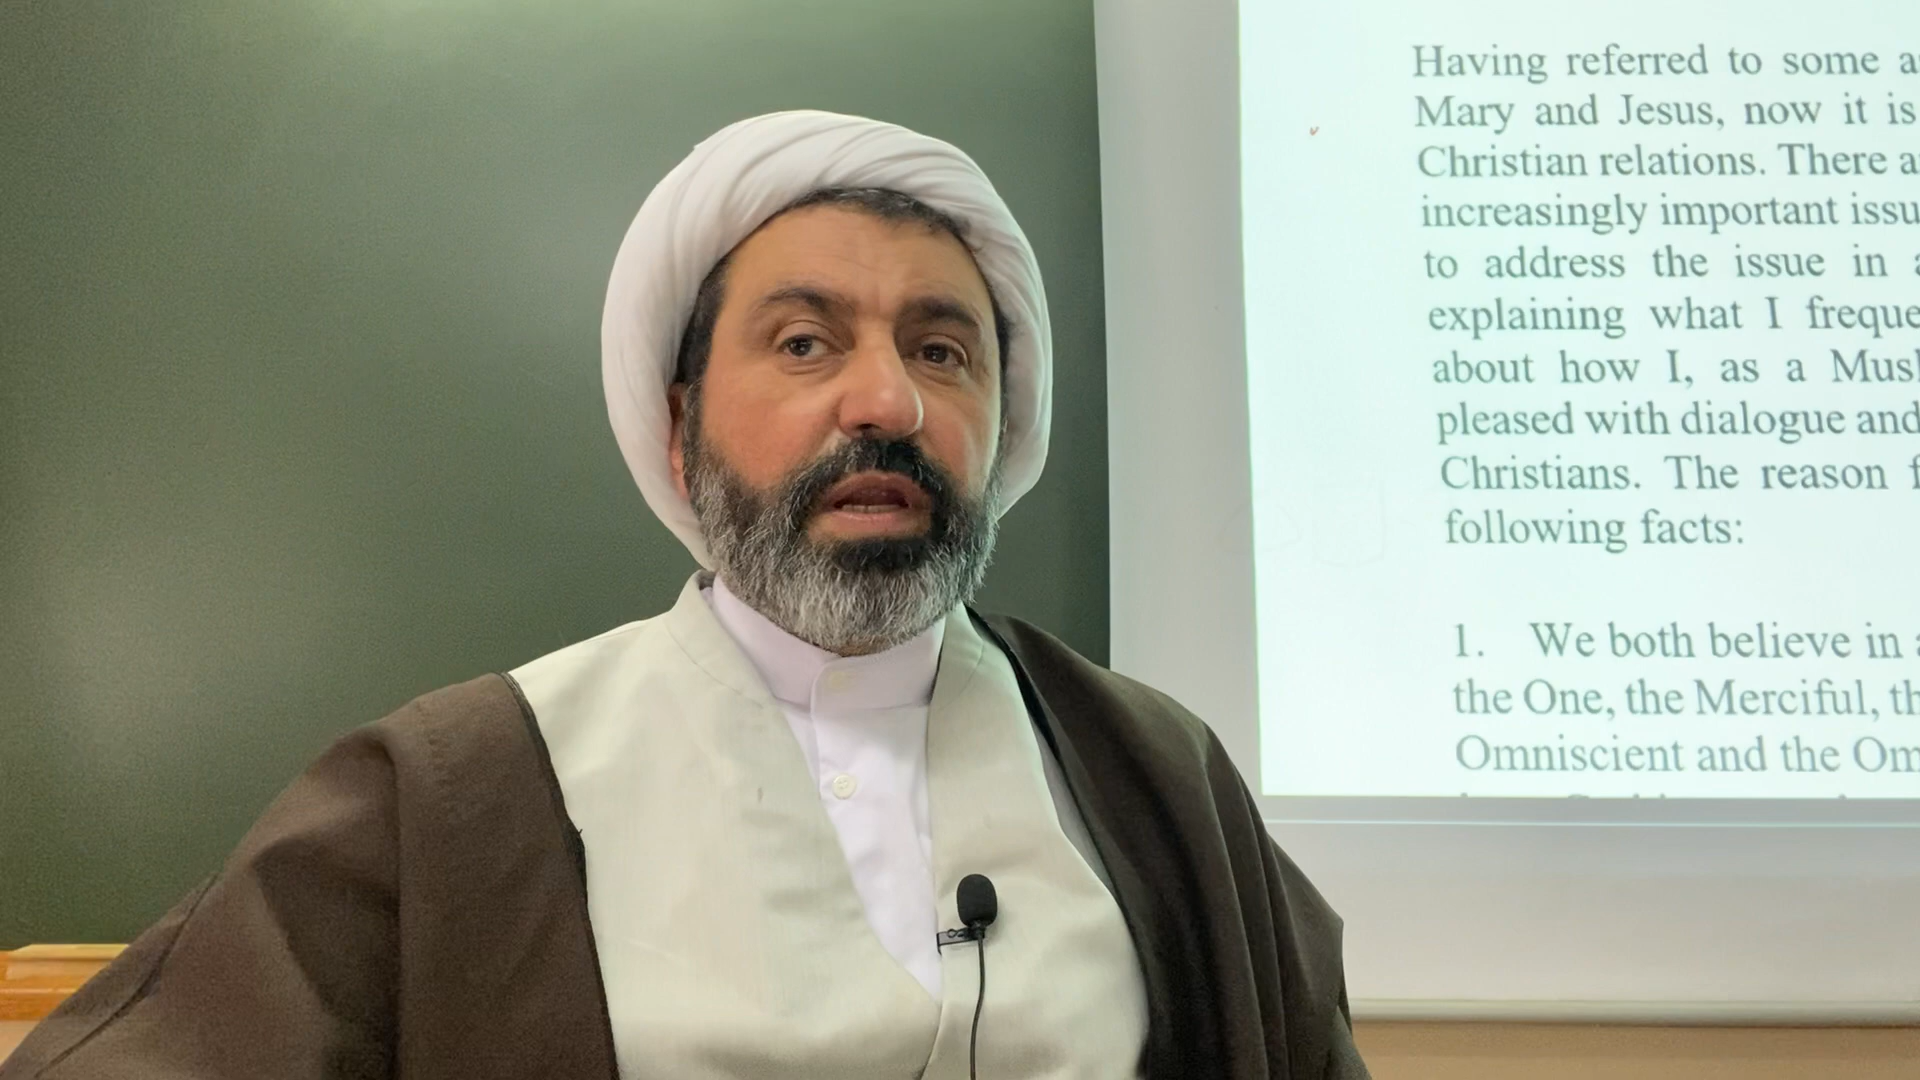 Having referred to some
Mary and Jesus, now it is
Christian relations. There
increasingly important
to address the issue in
explaining what I
about how I, as a
pleased with dialogue and
Christians. The reason
following facts:
1. We both believe in
the One, the Merciful,
Omniscient and the